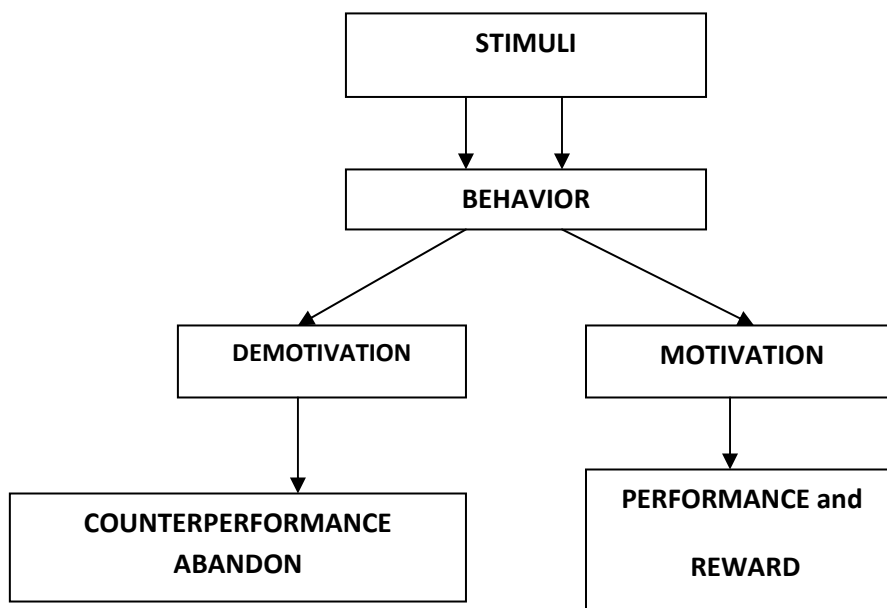 STIMULI
BEHAVIOR
DEMOTIVATION
MOTIVATION
COUNTERPERFORMANCE
ABANDON
PERFORMANCE and
REWARD